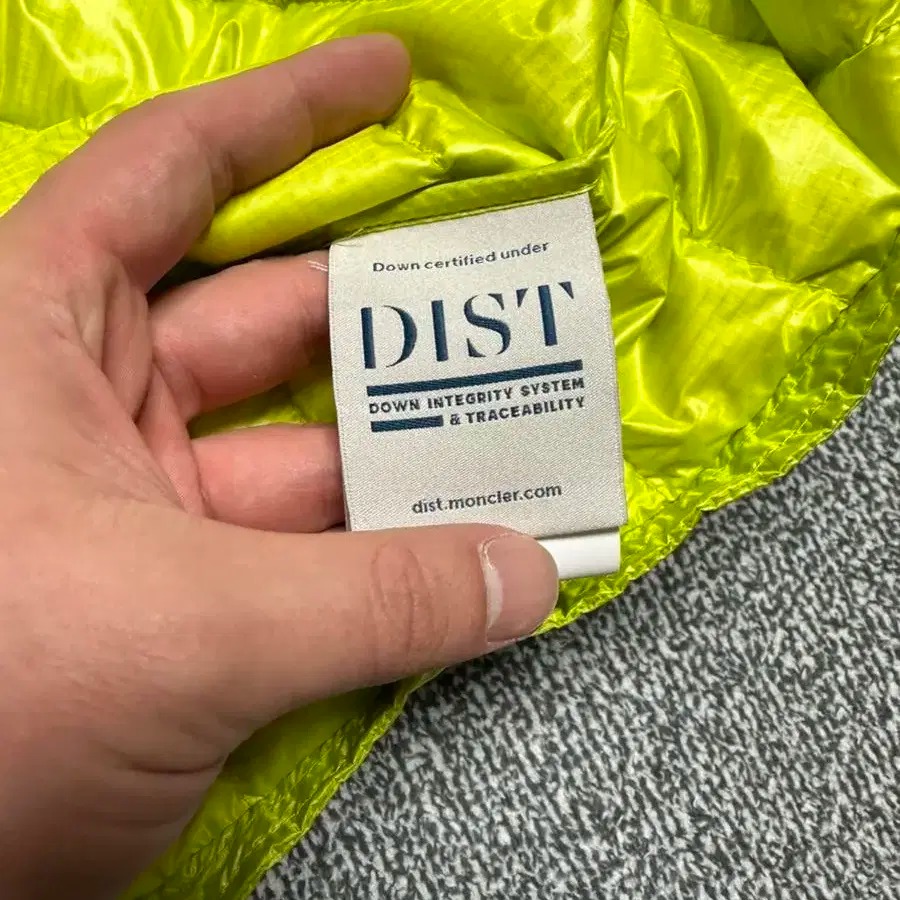 Down certified under
DIST
DOWN INTEGRITY SYSTEM
& TRACEABILITY
dist.moncler.com